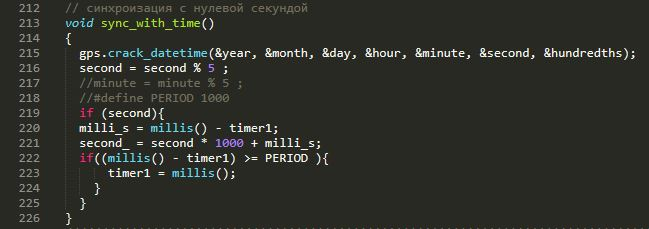 212 // синхроизация с нулевой секундой
213 void sync_with_time()
214 {
215 gps.crack_datetime(&year, &month, &day, &hour, &minute, &second, &hundredths);
216 second = second % 5 ;
217 //minute = minute % 5 ;
218 //#define PERIOD 1000
219 if (second){
220 milli_s = millis() - timer1;
221 second_ = second * 1000 + milli_s;
222 if((millis() - timer1) >= PERIOD ){
223 timer1 = millis();
224 }
225 }
226 }